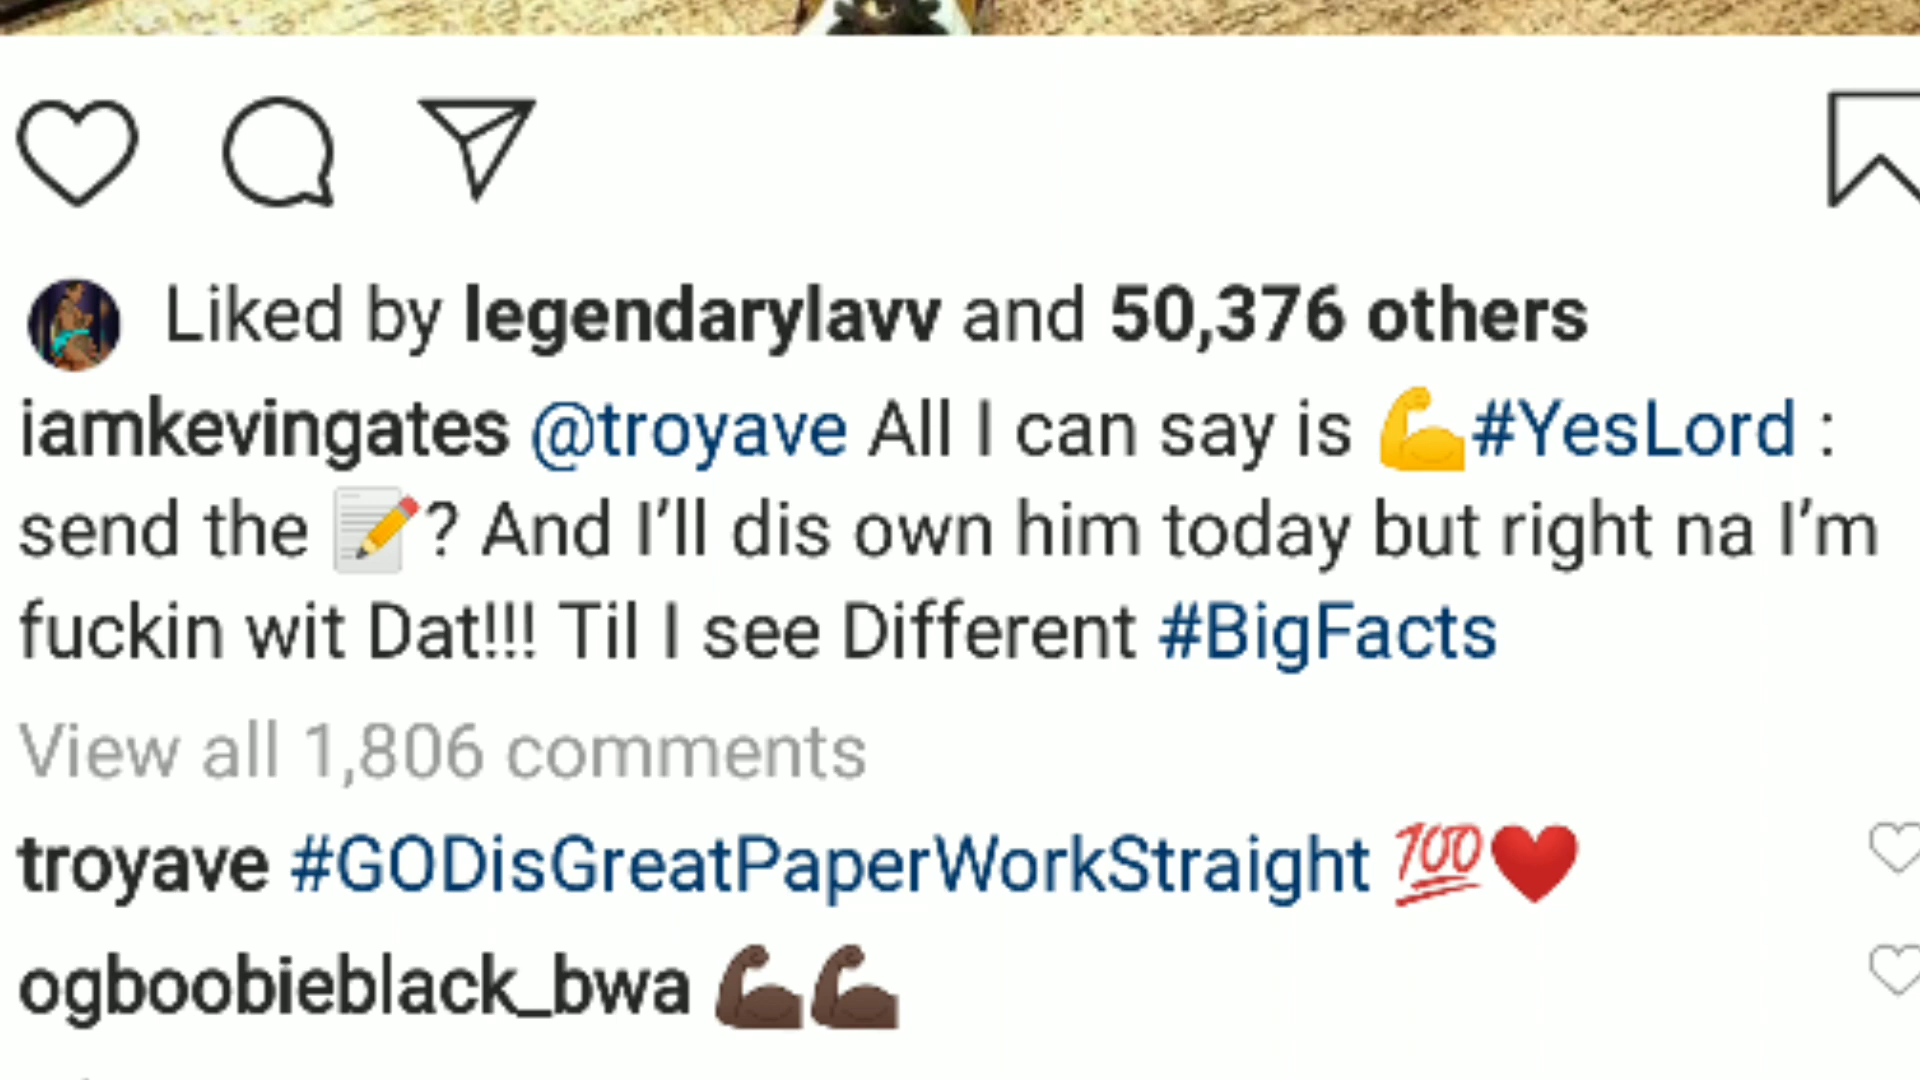 Liked by legendarylavv and 50,376 others
iamkevingates @troyave All I can say is 💪#YesLord :
send the 📝? And I’ll dis own him today but right na I’m
fuckin wit Dat!!! Til I see Different #BigFacts
View all 1,806 comments
troyave #GODisGreatPaperWorkStraight 💯❤️
ogboobieblack_bwa 💪🏿💪🏿